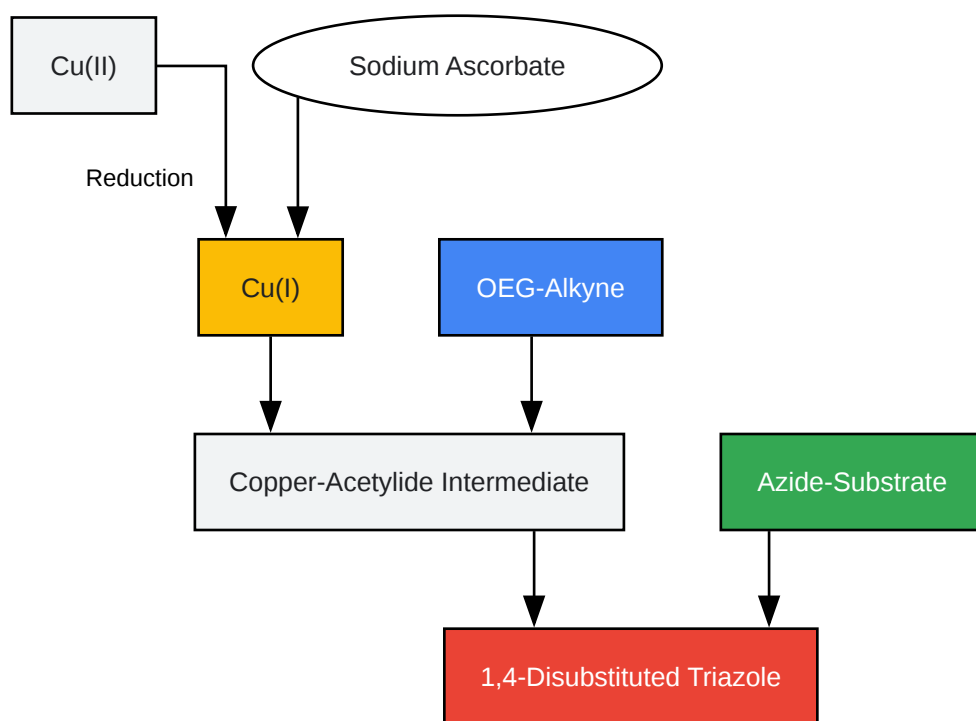 Cu(II)
Sodium Ascorbate
Reduction
Cu(I)
OEG-Alkyne
Copper-Acetylide Intermediate
Azide-Substrate
1,4-Disubstituted Triazole